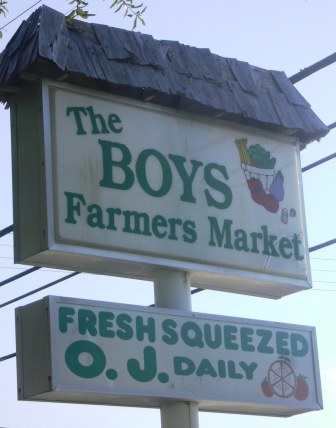 The
BOYS
Farmers Market
FRESH SQUEEZED
O. J. DAILY